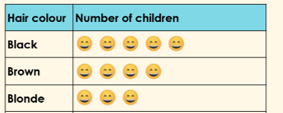 Hair colour Number of children
Black 😄 😄 😄 😄 😄
Brown 😄 😄 😄 😄
Blonde 😄 😄 😄